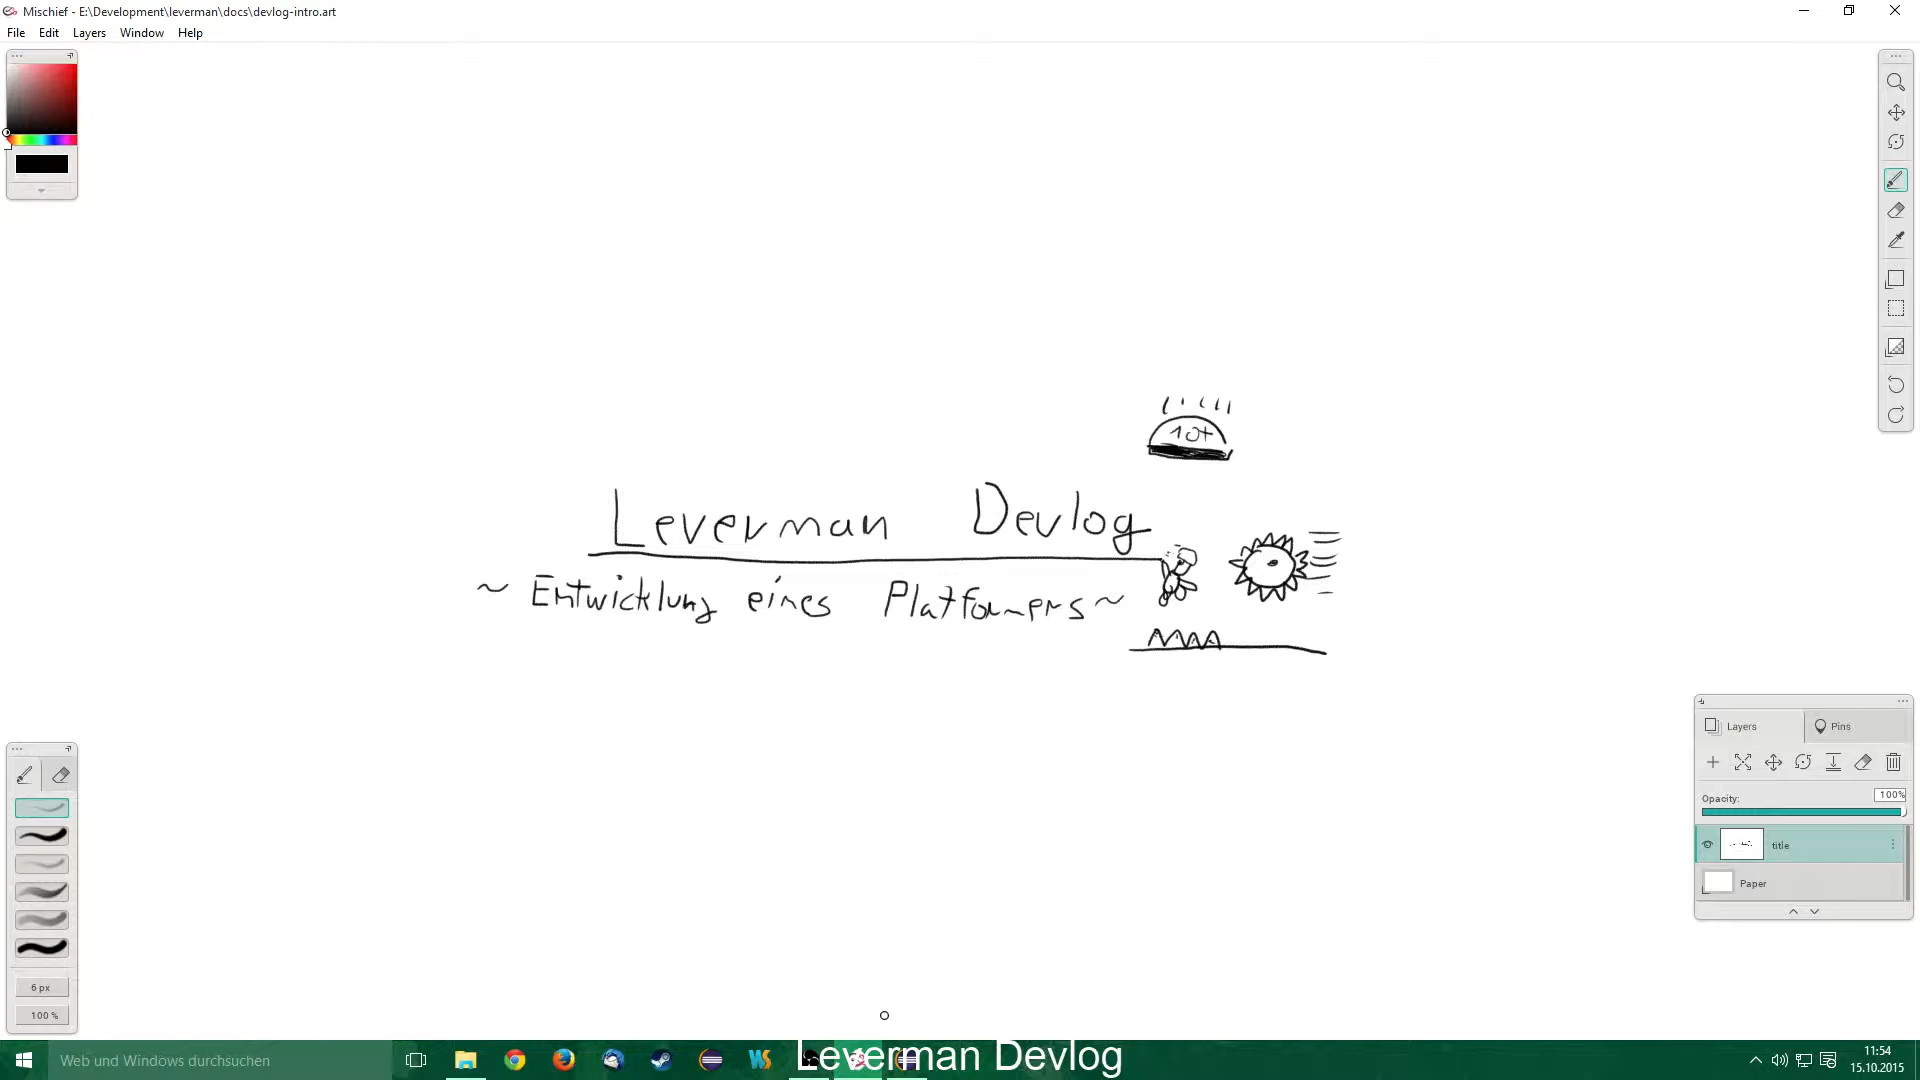 Mischief - E:\Development\leverman\docs\devlog-intro.art
File Edit Layers Window Help
10t
Leverman Devlog
~ Entwicklung eines Platformers ~
Layers Pins
Opacity: 100%
title
Paper
6 px
100 %
Web und Windows durchsuchen
Leverman Devlog
11:54
15.10.2015